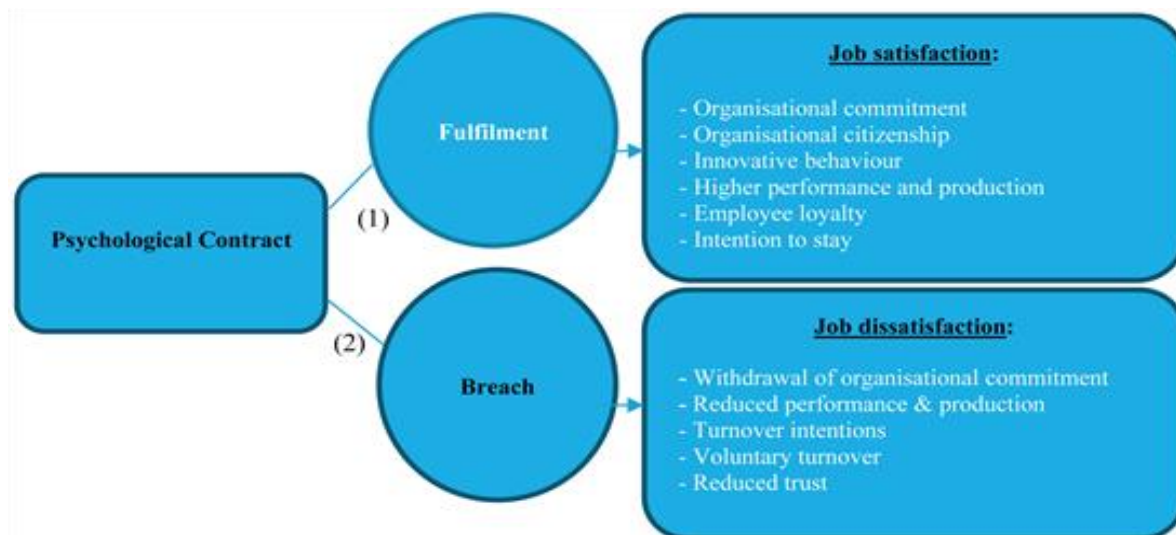 Psychological Contract
(1)
(2)
Fulfilment
Breach
Job satisfaction:
- Organisational commitment
- Organisational citizenship
- Innovative behaviour
- Higher performance and production
- Employee loyalty
- Intention to stay
Job dissatisfaction:
- Withdrawal of organisational commitment
- Reduced performance & production
- Turnover intentions
- Voluntary turnover
- Reduced trust